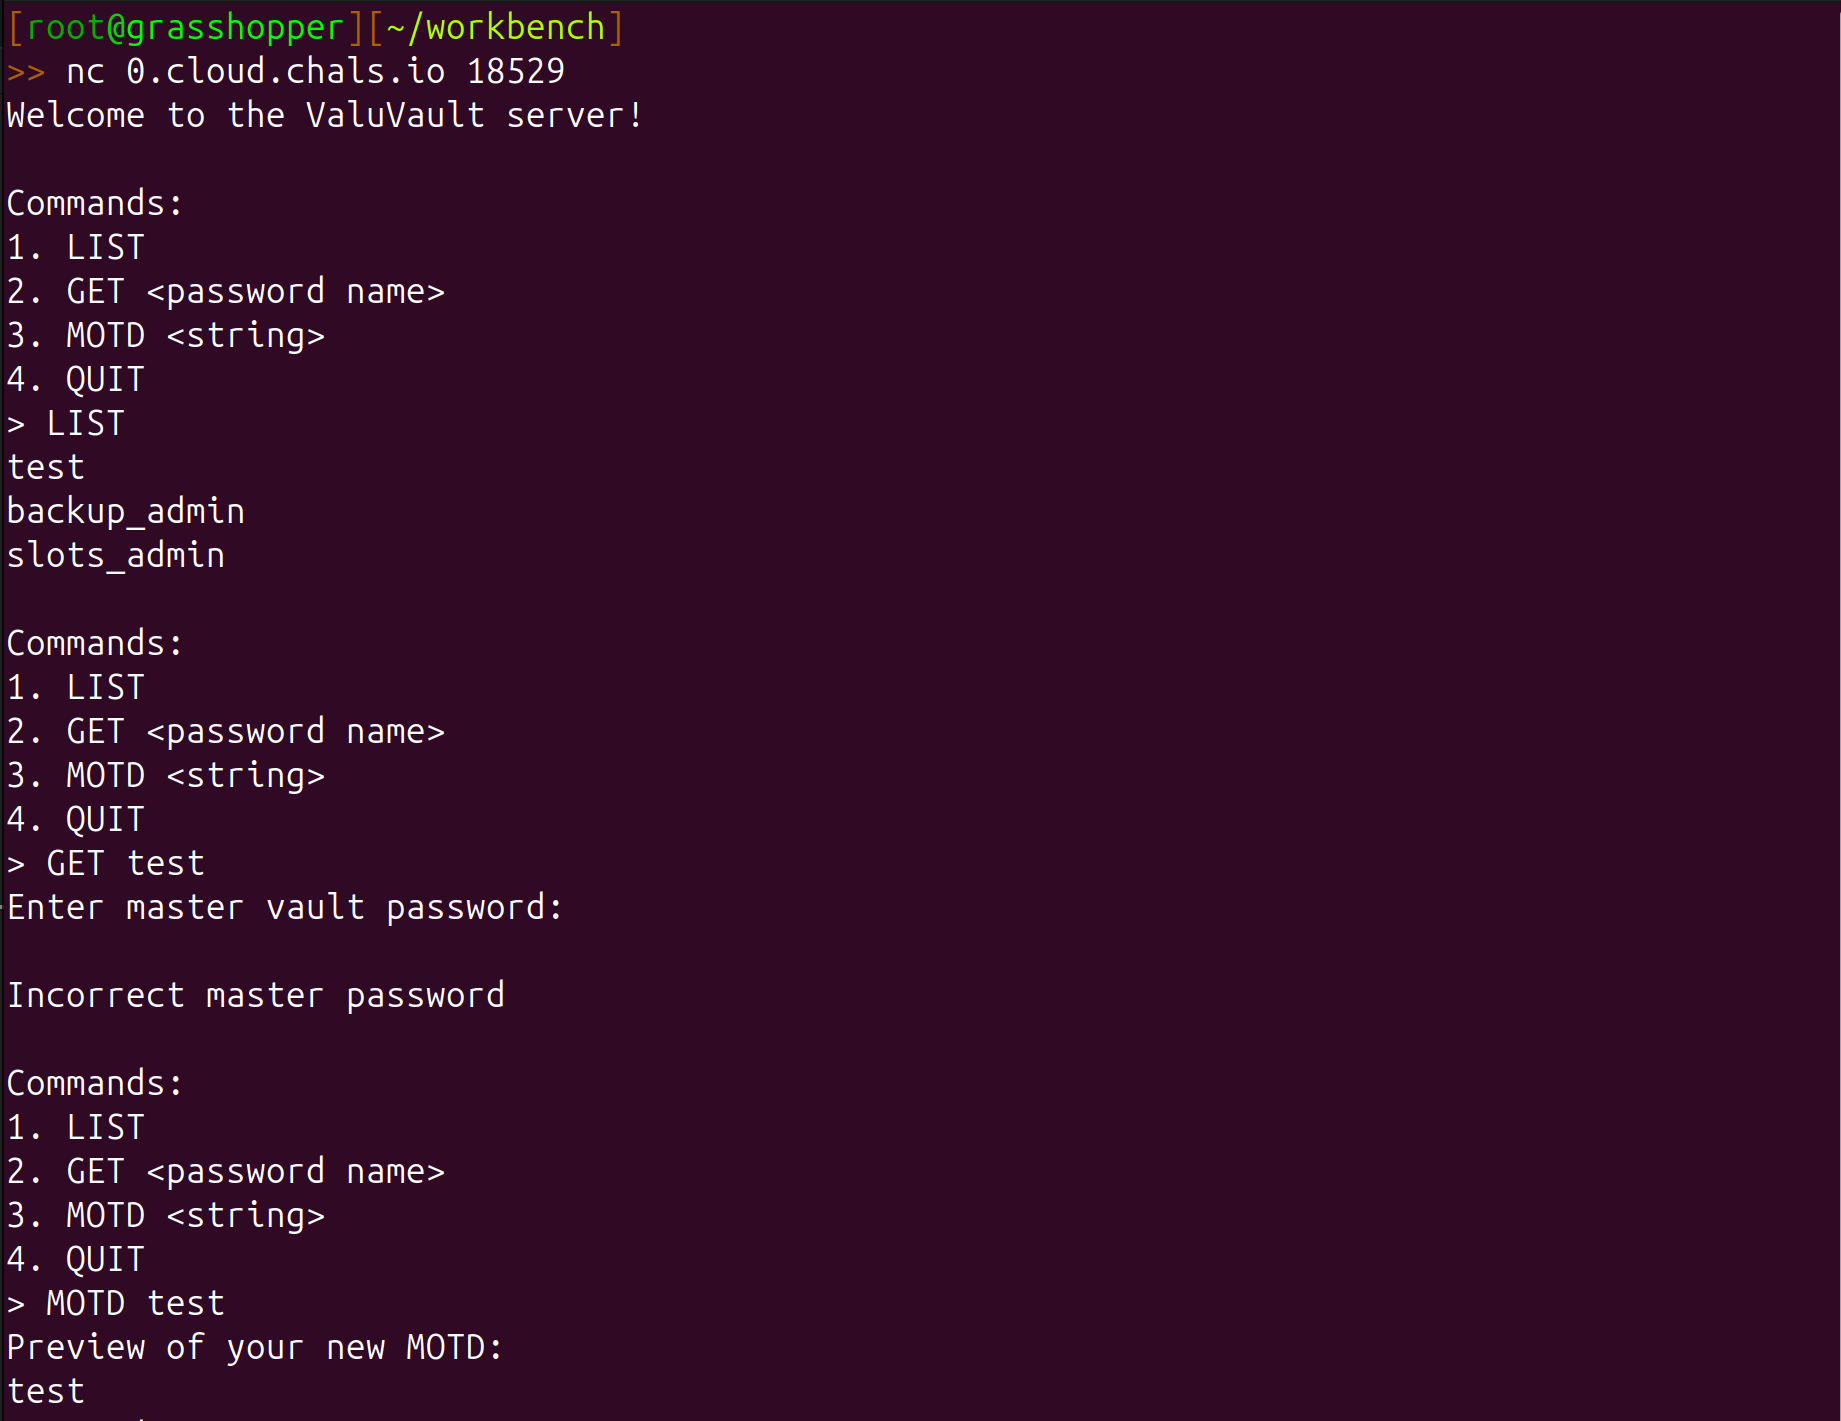 [root@grasshopper][~/workbench]
>> nc 0.cloud.chals.io 18529
Welcome to the ValuVault server!
Commands:
1. LIST
2. GET <password name>
3. MOTD <string>
4. QUIT
> LIST
test
backup_admin
slots_admin
Commands:
1. LIST
2. GET <password name>
3. MOTD <string>
4. QUIT
> GET test
Enter master vault password:
Incorrect master password
Commands:
1. LIST
2. GET <password name>
3. MOTD <string>
4. QUIT
> MOTD test
Preview of your new MOTD:
test